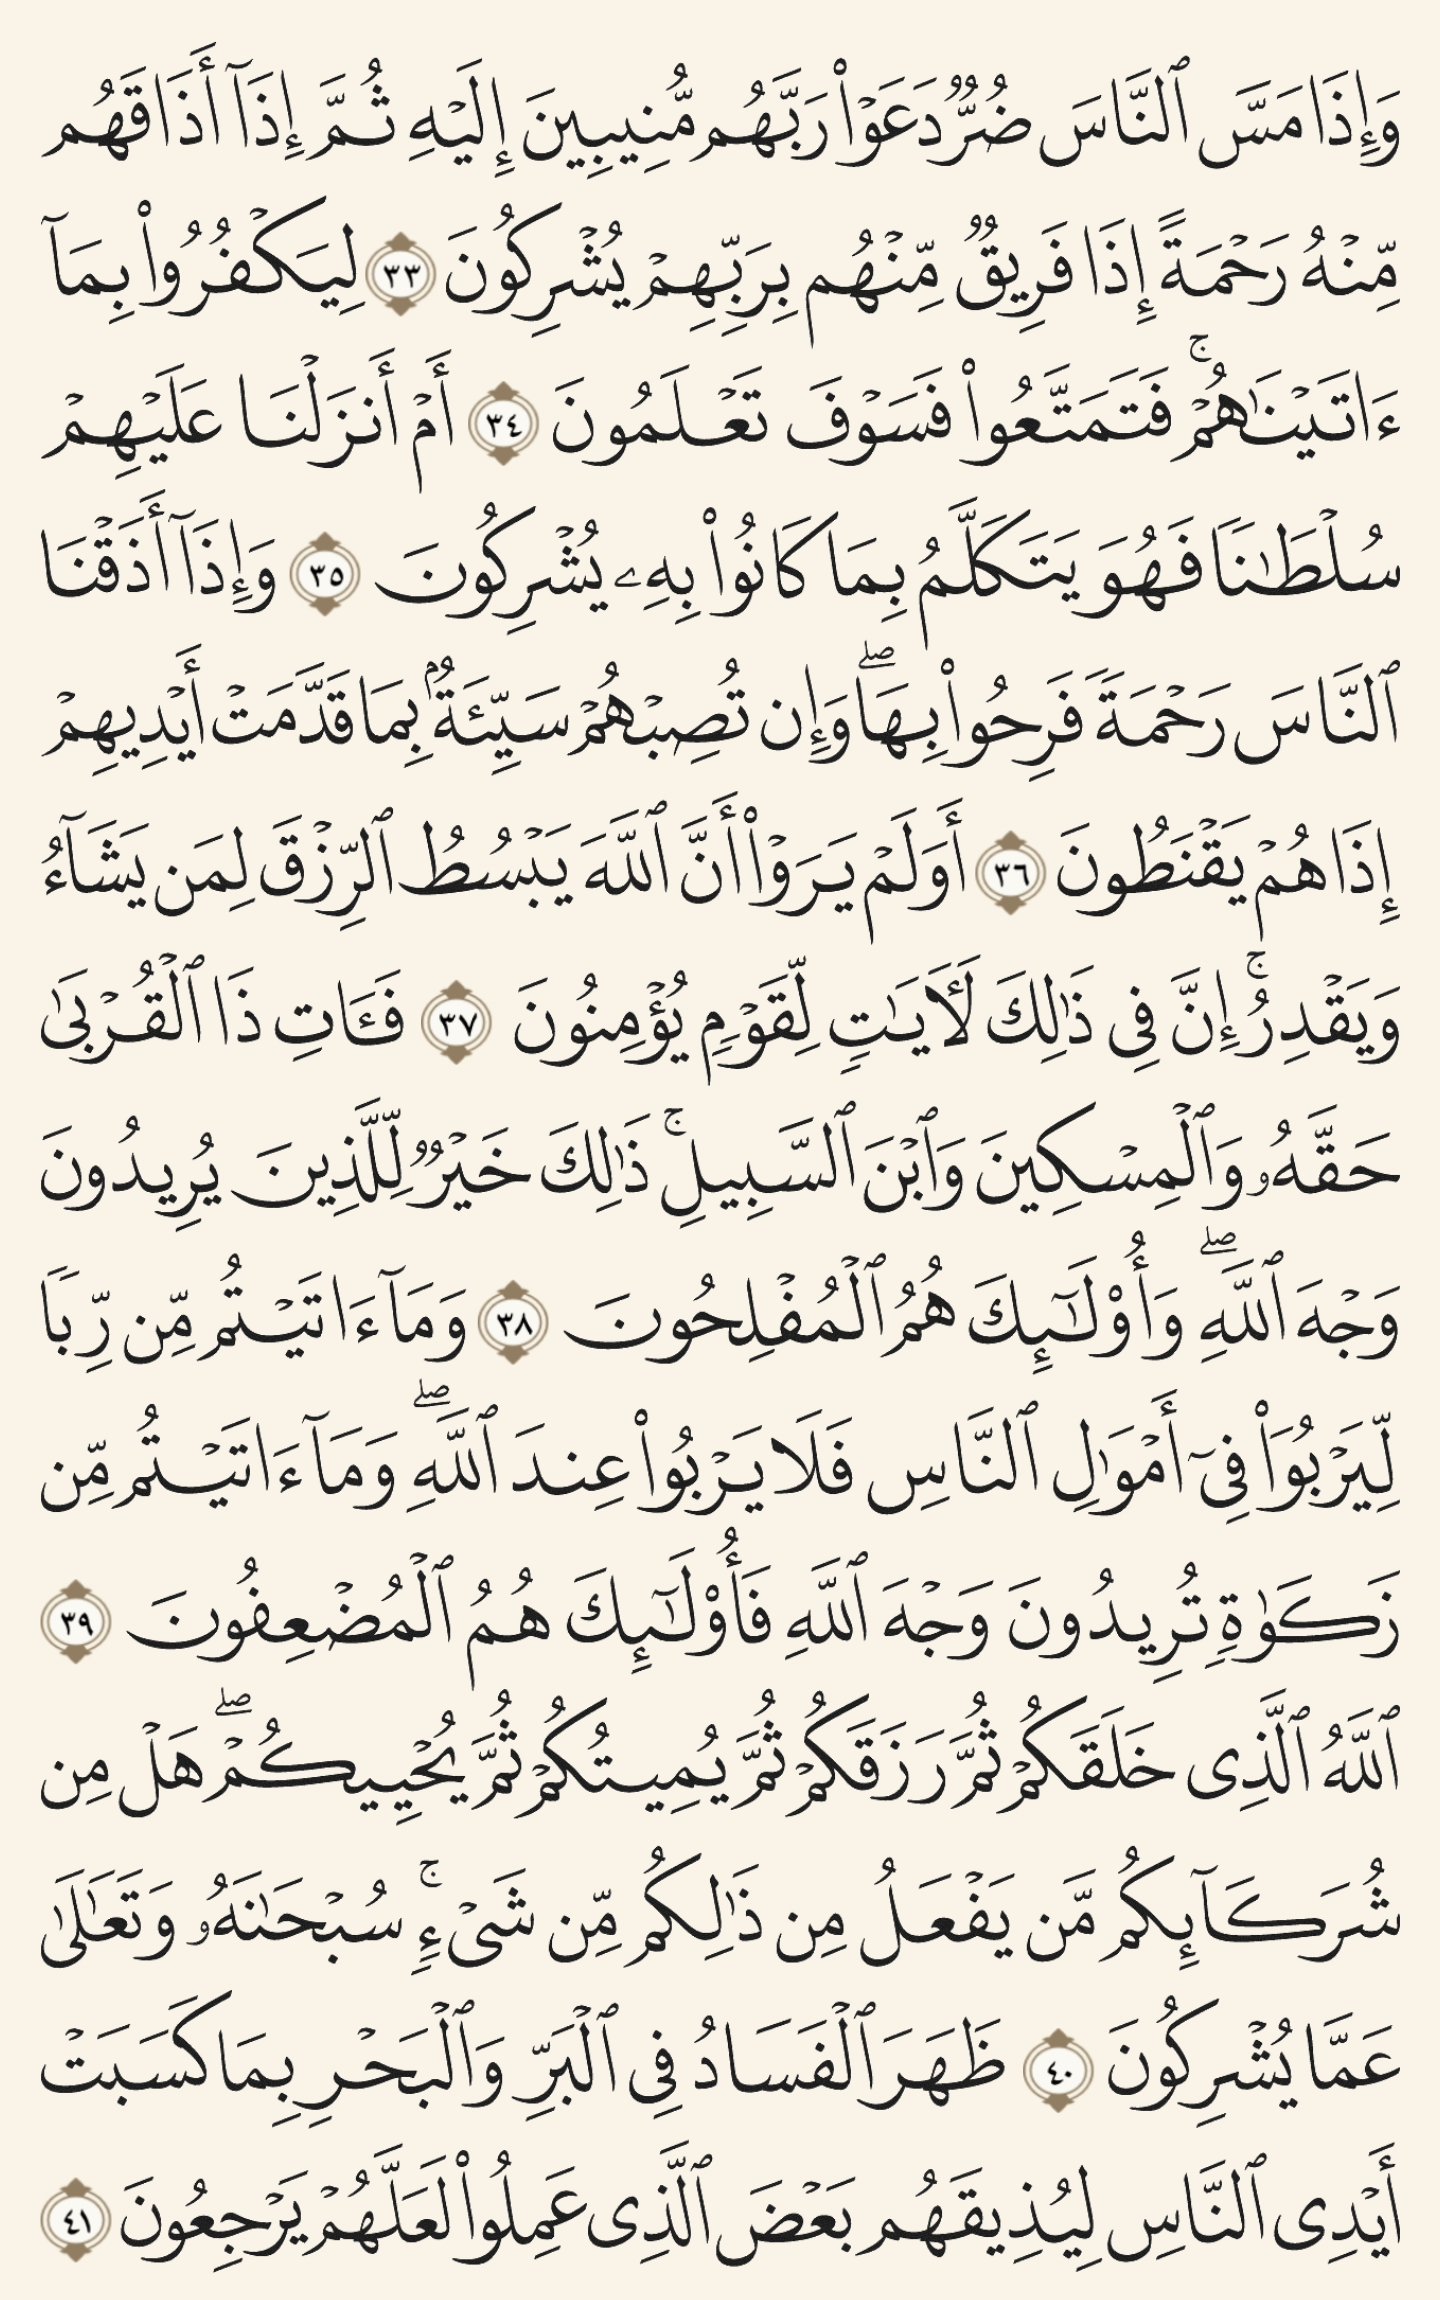 وَإِذَا مَسَّ ٱلنَّاسَ ضُرٌّ دَعَوْا۟ رَبَّهُم مُّنِيبِينَ إِلَيْهِ ثُمَّ إِذَآ أَذَاقَهُم
مِّنْهُ رَحْمَةً إِذَا فَرِيقٌ مِّنْهُم بِرَبِّهِمْ يُشْرِكُونَ ٣٣ لِيَكْفُرُوا۟ بِمَآ
ءَاتَيْنَـٰهُمْ ۚ فَتَمَتَّعُوا۟ فَسَوْفَ تَعْلَمُونَ ٣٤ أَمْ أَنزَلْنَا عَلَيْهِمْ
سُلْطَـٰنًا فَهُوَ يَتَكَلَّمُ بِمَا كَانُوا۟ بِهِۦ يُشْرِكُونَ ٣٥ وَإِذَآ أَذَقْنَا
ٱلنَّاسَ رَحْمَةً فَرِحُوا۟ بِهَا ۖ وَإِن تُصِبْهُمْ سَيِّئَةٌۢ بِمَا قَدَّمَتْ أَيْدِيهِمْ
إِذَا هُمْ يَقْنَطُونَ ٣٦ أَوَلَمْ يَرَوْا۟ أَنَّ ٱللَّهَ يَبْسُطُ ٱلرِّزْقَ لِمَن يَشَآءُ
وَيَقْدِرُ ۚ إِنَّ فِى ذَٰلِكَ لَـَٔايَـٰتٍ لِّقَوْمٍ يُؤْمِنُونَ ٣٧ فَـَٔاتِ ذَا ٱلْقُرْبَىٰ
حَقَّهُۥ وَٱلْمِسْكِينَ وَٱبْنَ ٱلسَّبِيلِ ۚ ذَٰلِكَ خَيْرٌ لِّلَّذِينَ يُرِيدُونَ
وَجْهَ ٱللَّهِ ۖ وَأُو۟لَـٰٓئِكَ هُمُ ٱلْمُفْلِحُونَ ٣٨ وَمَآ ءَاتَيْتُم مِّن رِّبًا
لِّيَرْبُوَا۟ فِىٓ أَمْوَٰلِ ٱلنَّاسِ فَلَا يَرْبُوا۟ عِندَ ٱللَّهِ ۖ وَمَآ ءَاتَيْتُم مِّن
زَكَوٰةٍ تُرِيدُونَ وَجْهَ ٱللَّهِ فَأُو۟لَـٰٓئِكَ هُمُ ٱلْمُضْعِفُونَ ٣٩
ٱللَّهُ ٱلَّذِى خَلَقَكُمْ ثُمَّ رَزَقَكُمْ ثُمَّ يُمِيتُكُمْ ثُمَّ يُحْيِيكُمْ ۖ هَلْ مِن
شُرَكَآئِكُم مَّن يَفْعَلُ مِن ذَٰلِكُم مِّن شَىْءٍ ۚ سُبْحَـٰنَهُۥ وَتَعَـٰلَىٰ
عَمَّا يُشْرِكُونَ ٤٠ ظَهَرَ ٱلْفَسَادُ فِى ٱلْبَرِّ وَٱلْبَحْرِ بِمَا كَسَبَتْ
أَيْدِى ٱلنَّاسِ لِيُذِيقَهُم بَعْضَ ٱلَّذِى عَمِلُوا۟ لَعَلَّهُمْ يَرْجِعُونَ ٤١